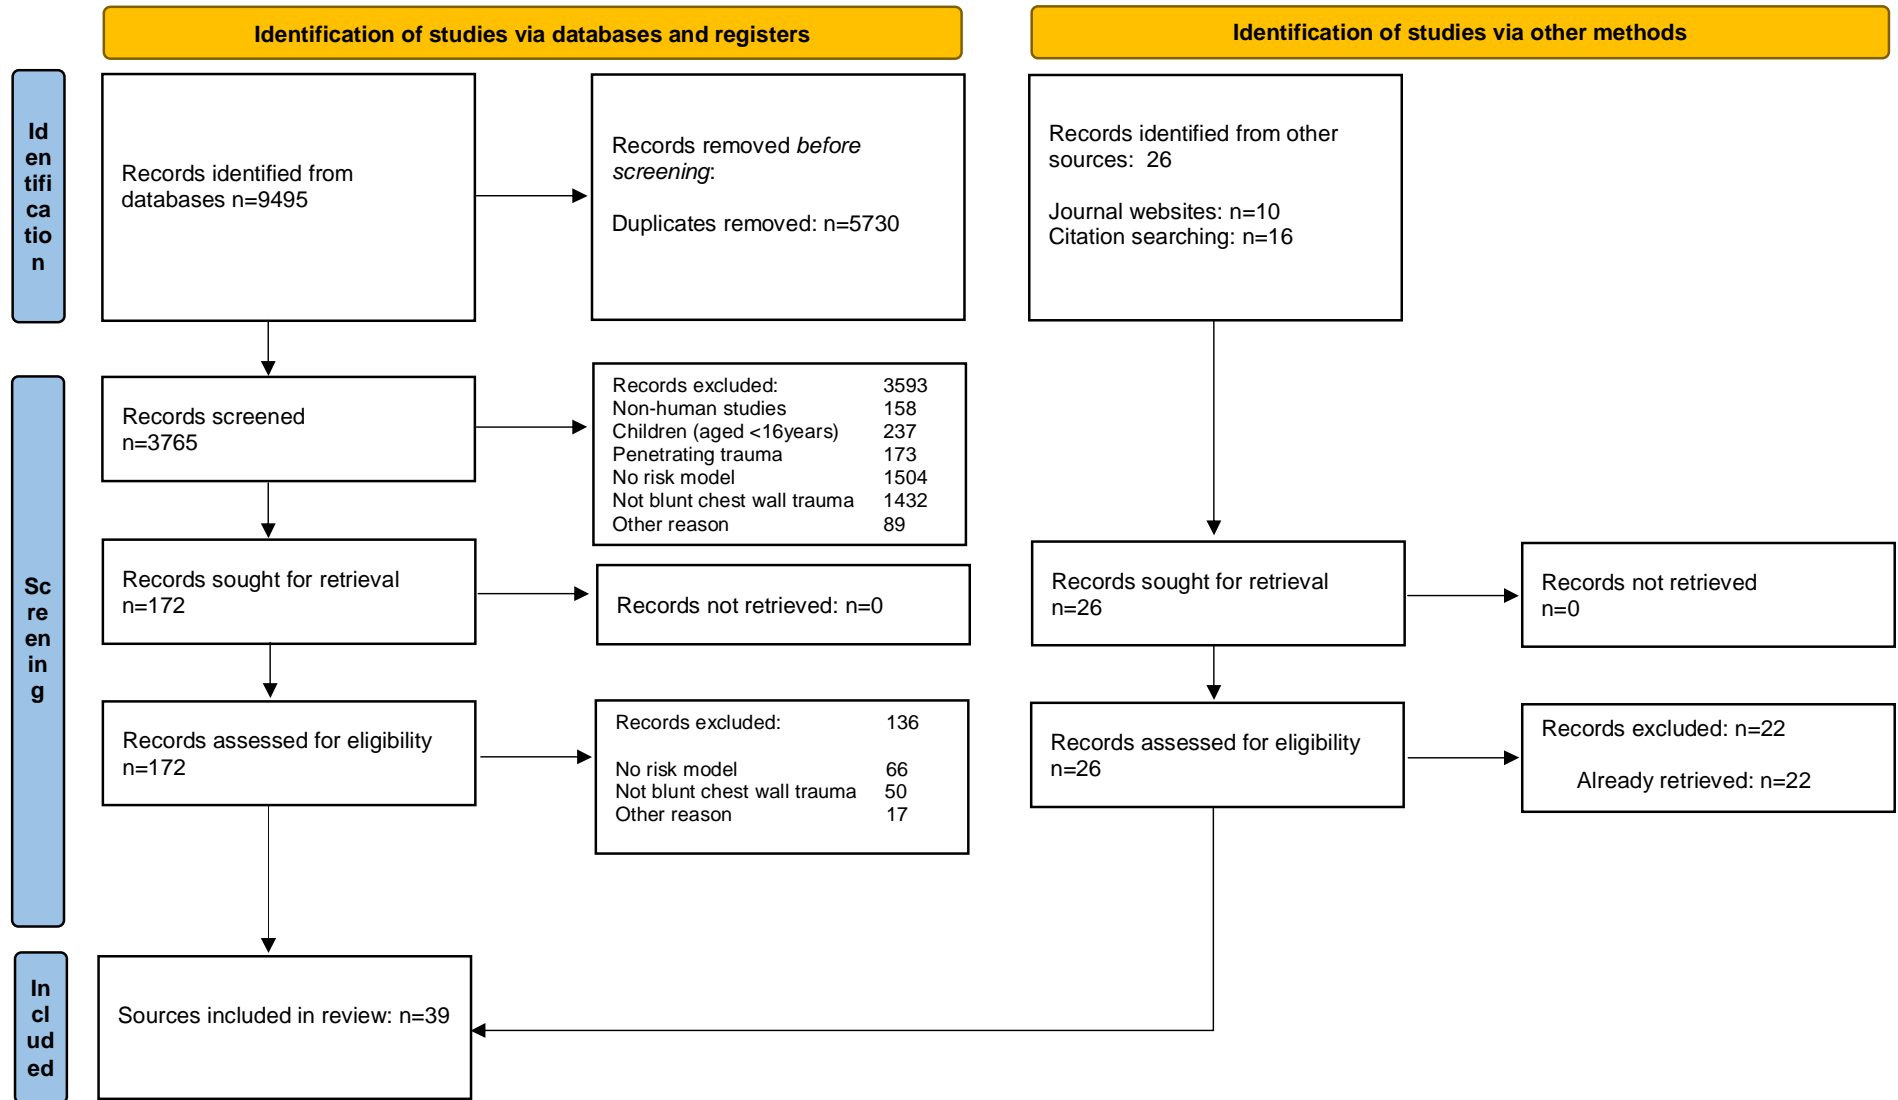 Identification of studies via databases and registers
Identification of studies via other methods
Id
en
tifi
ca
tio
n
Records identified from
databases n=9495
Records removed before
screening:
Duplicates removed: n=5730
Records identified from other
sources:  26
Journal websites: n=10
Citation searching: n=16
Sc
re
en
in
g
Records screened
n=3765
Records excluded: 3593
Non-human studies 158
Children (aged <16years) 237
Penetrating trauma 173
No risk model 1504
Not blunt chest wall trauma 1432
Other reason 89
Records sought for retrieval
n=172
Records not retrieved: n=0
Records sought for retrieval
n=26
Records not retrieved
n=0
Records assessed for eligibility
n=172
Records excluded: 136
No risk model 66
Not blunt chest wall trauma 50
Other reason 17
Records assessed for eligibility
n=26
Records excluded: n=22
Already retrieved: n=22
In
cl
ud
ed
Sources included in review: n=39